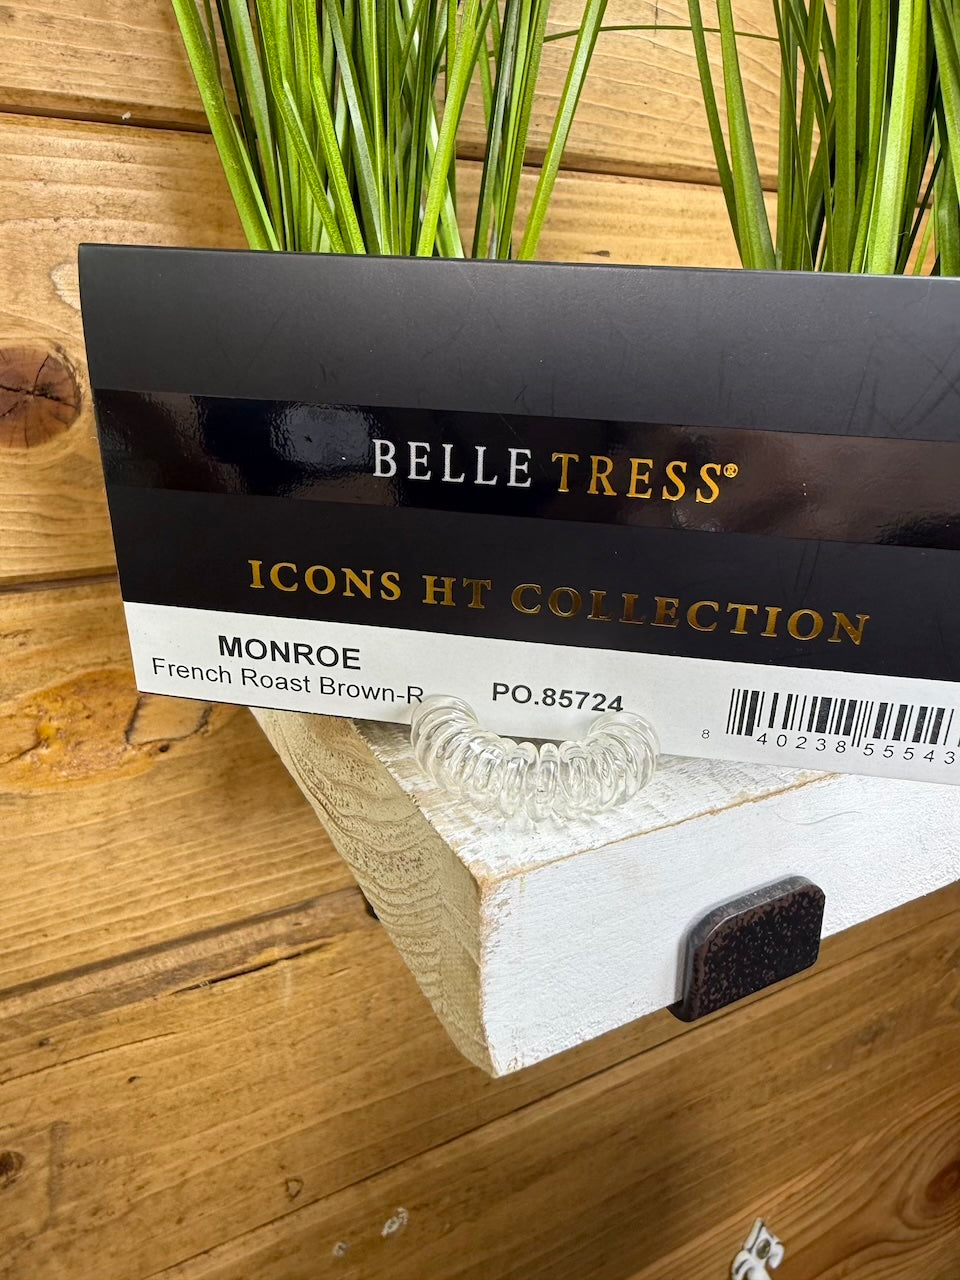 BELLE TRESS®
ICONS HT COLLECTION
MONROE
French Roast Brown-R
PO.85724
8 40238 55543